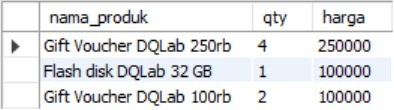 nama_produk qty harga
Gift Voucher DQLab 250rb 4 250000
Flash disk DQLab 32 GB 1 100000
Gift Voucher DQLab 100rb 2 100000